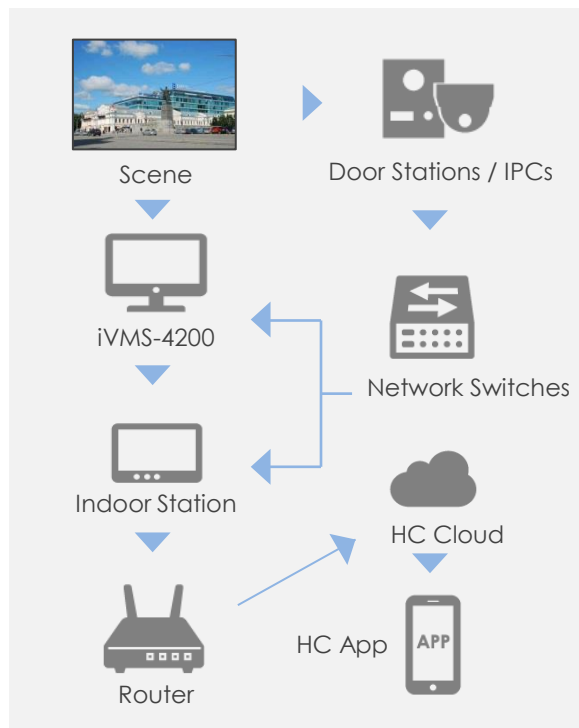 Scene
Door Stations / IPCs
iVMS-4200
Network Switches
Indoor Station
HC Cloud
HC App
APP
Router